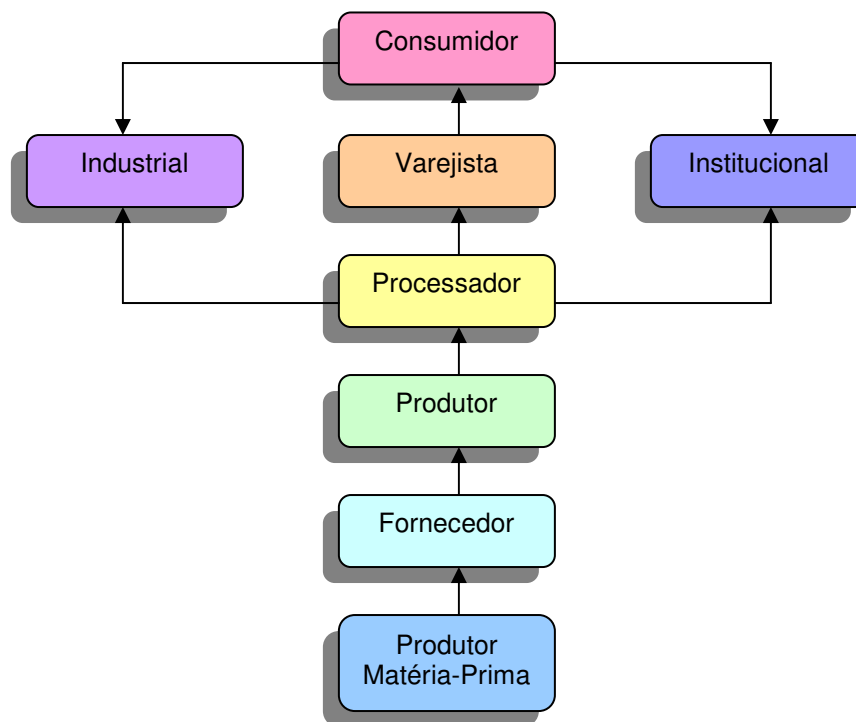 Consumidor
Industrial
Varejista
Institucional
Processador
Produtor
Fornecedor
Produtor
Matéria-Prima